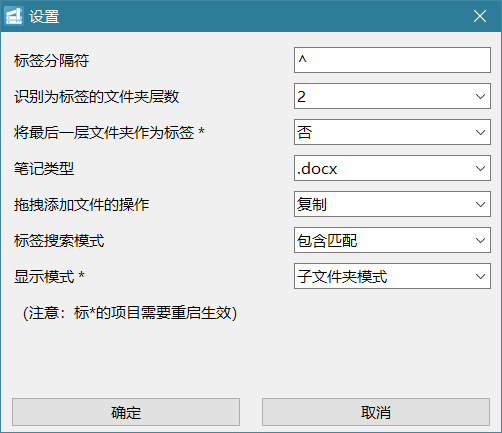 设置
标签分隔符 ^
识别为标签的文件夹层数 2
将最后一层文件夹作为标签 * 否
笔记类型 .docx
拖拽添加文件的操作 复制
标签搜索模式 包含匹配
显示模式 * 子文件夹模式
（注意：标*的项目需要重启生效）
确定 取消